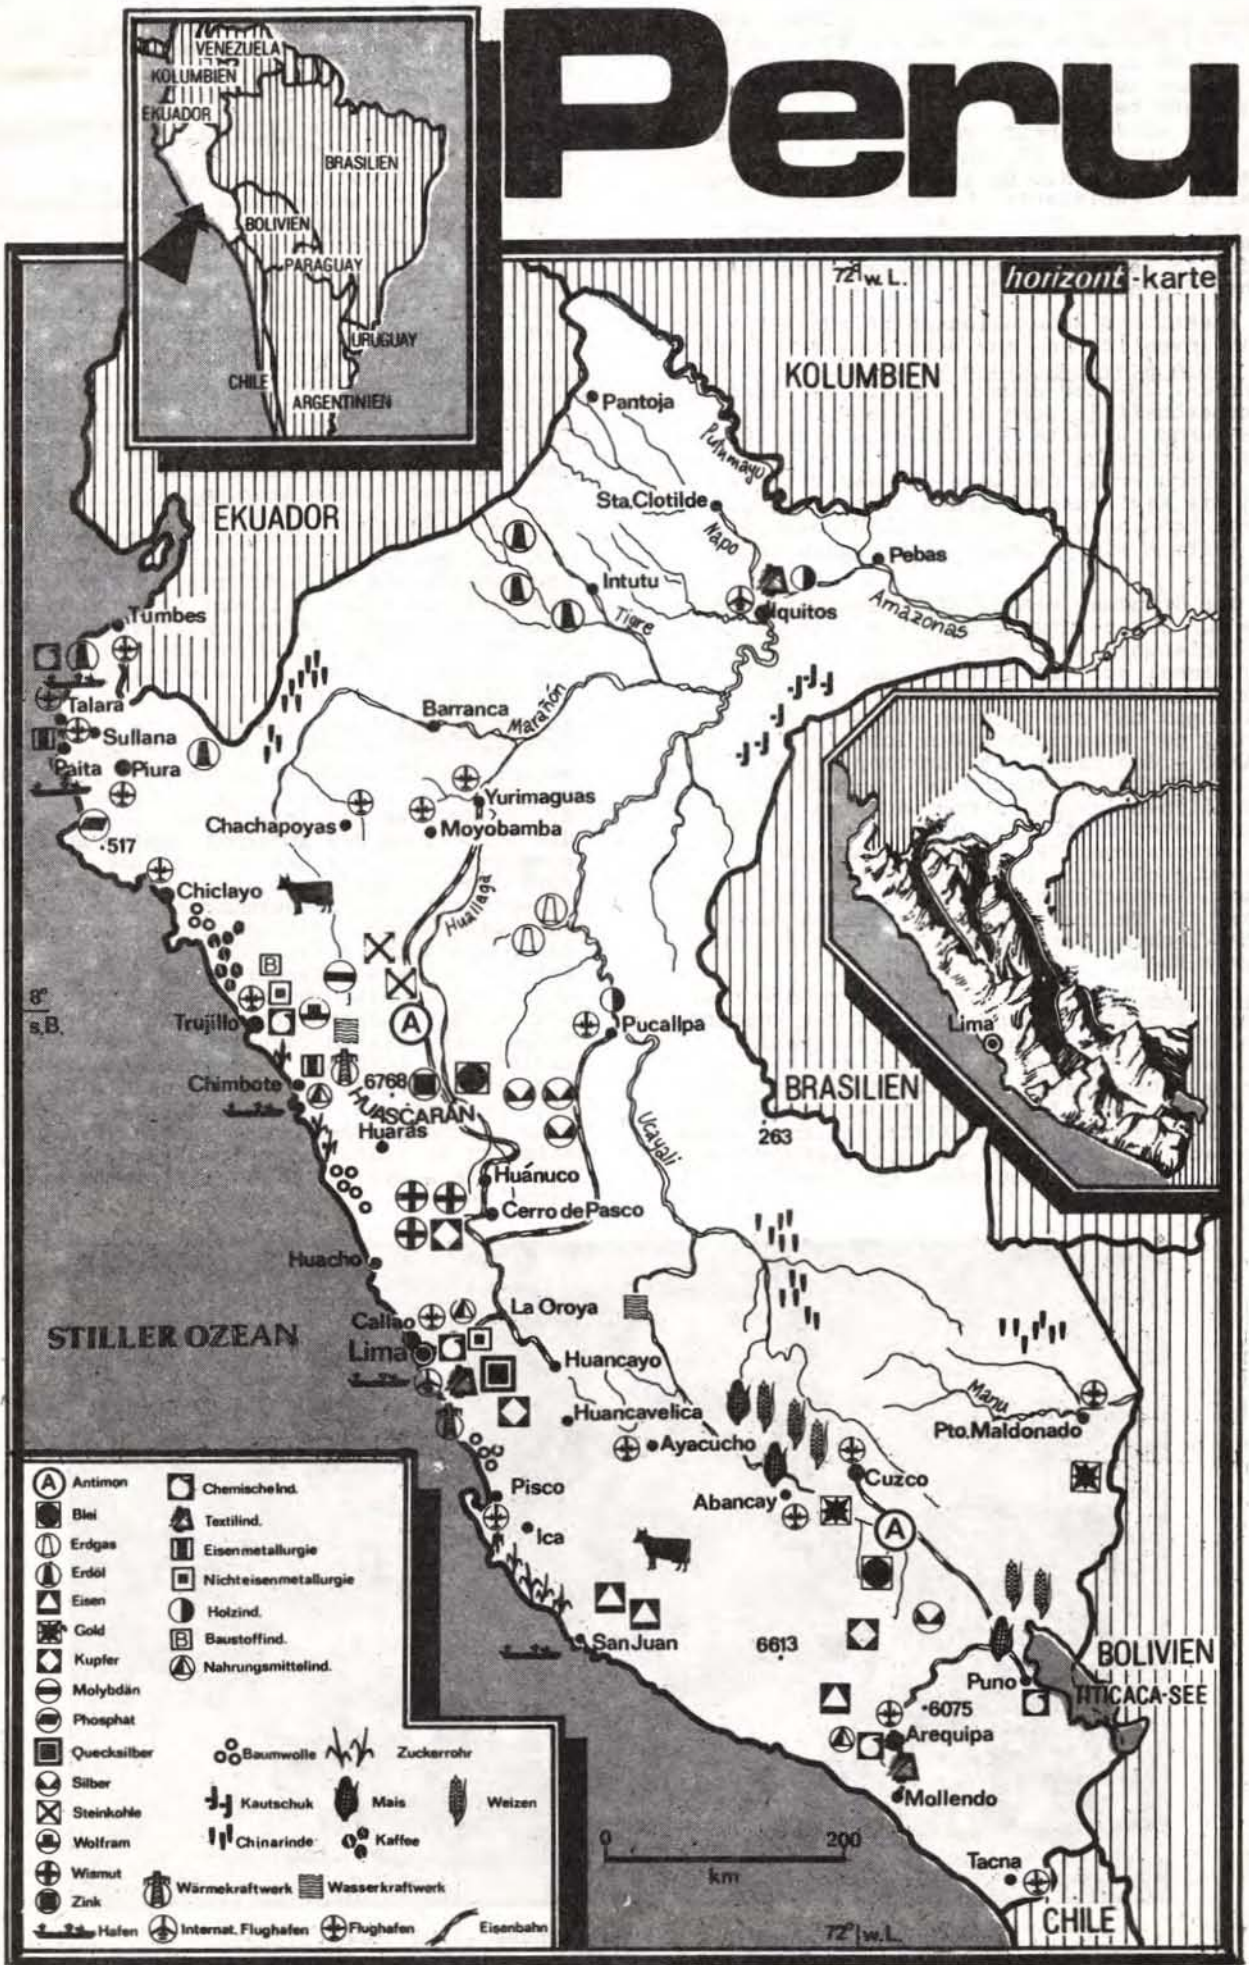 Peru
VENEZUELA
KOLUMBIEN
EKUADOR
BRASILIEN
BOLIVIEN
PARAGUAY
URUGUAY
CHILE
ARGENTINIEN
72° w.L.
horizont-karte
KOLUMBIEN
Pantoja
Putumayo
Sta.Clotilde
EKUADOR
Napo
Pebas
Intutu
Tigre
Iquitos
Amazonas
Tumbes
Talara
Barranca
Marañón
Sullana
Paita
Piura
Yurimaguas
Chachapoyas
Moyobamba
517
Chiclayo
Huallaga
8°
s.B.
Trujillo
B
A
Pucallpa
Lima
Chimbote
6768
HUASCARÁN
BRASILIEN
Huarás
263
Ucayali
Huánuco
Cerro de Pasco
Huacho
La Oroya
Callao
STILLER OZEAN
Lima
Huancayo
Manu
Huancavelica
Pto.Maldonado
Ayacucho
Cuzco
Pisco
Abancay
Ica
A
San Juan
6613
BOLIVIEN
Puno
TITICACA-SEE
6075
Arequipa
Mollendo
0 200
km
Tacna
CHILE
72° w.L.
A Antimon
Blei
Erdgas
Erdöl
Eisen
Gold
Kupfer
Molybdän
Phosphat
Quecksilber
Silber
Steinkohle
Wolfram
Wismut
Zink
Hafen
Chemische Ind.
Textilind.
Eisenmetallurgie
Nichteisenmetallurgie
Holzind.
B Baustoffind.
Nahrungsmittelind.
Baumwolle
Zuckerrohr
Kautschuk
Mais
Weizen
Chinarinde
Kaffee
Wärmekraftwerk
Wasserkraftwerk
Internat. Flughafen
Flughafen
Eisenbahn